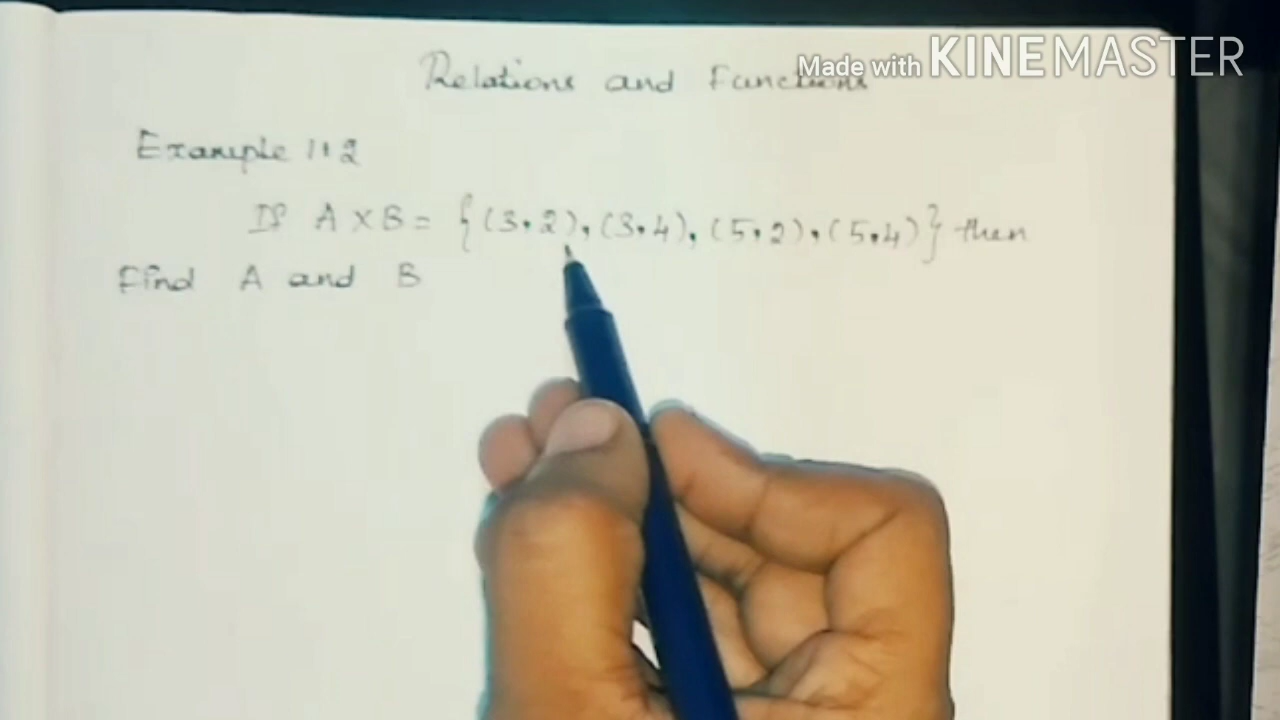 Made with KINEMASTER
Relations and Functions
Example 1.2
If A × B = {(3,2), (3,4), (5,2), (5,4)} then
find A and B